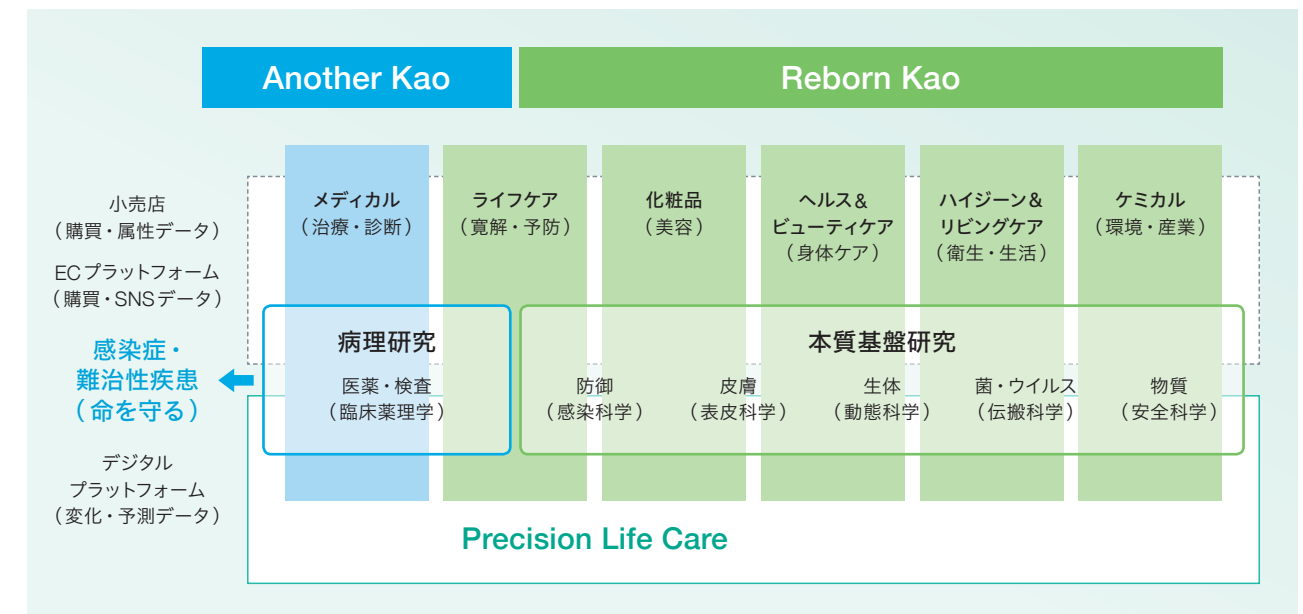 Another Kao
Reborn Kao
小売店
（購買・属性データ）
ECプラットフォーム
（購買・SNSデータ）
感染症・
難治性疾患
（命を守る）
デジタル
プラットフォーム
（変化・予測データ）
メディカル
（治療・診断）
ライフケア
（寛解・予防）
化粧品
（美容）
ヘルス＆
ビューティケア
（身体ケア）
ハイジーン＆
リビングケア
（衛生・生活）
ケミカル
（環境・産業）
病理研究
医薬・検査
（臨床薬理学）
本質基盤研究
防御
（感染科学）
皮膚
（表皮科学）
生体
（動態科学）
菌・ウイルス
（伝搬科学）
物質
（安全科学）
Precision Life Care